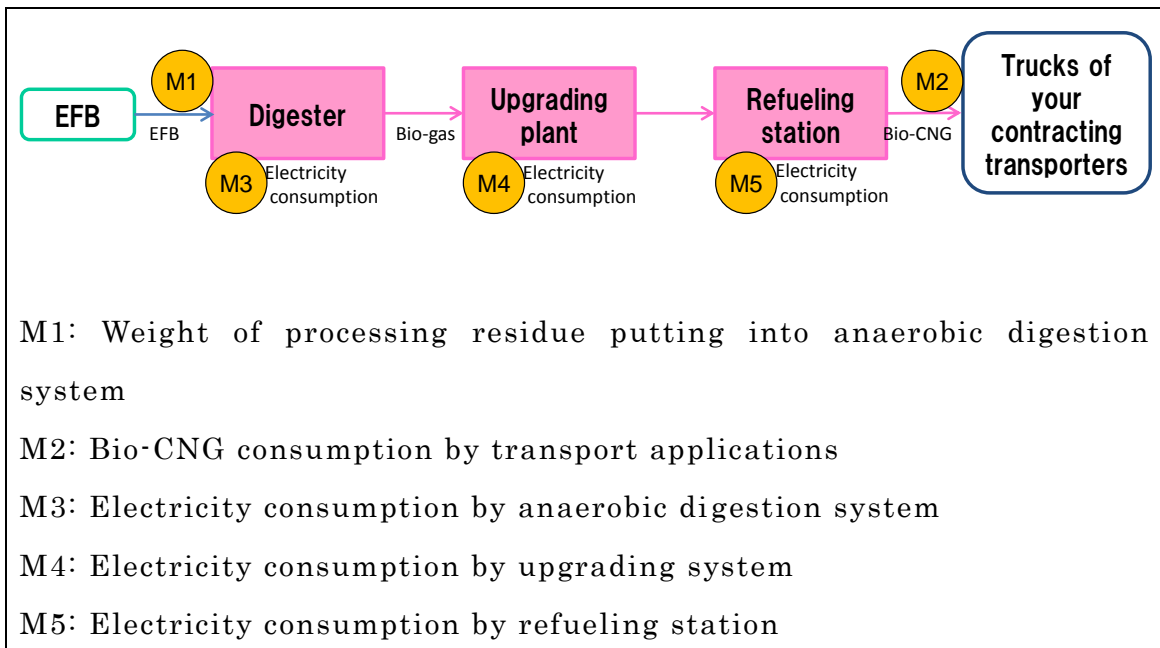 M1
M2
EFB
EFB
Digester
Bio-gas
Upgrading
plant
Refueling
station
Bio-CNG
Trucks of
your
contracting
transporters
M3
Electricity
consumption
M4
Electricity
consumption
M5
Electricity
consumption
M1: Weight of processing residue putting into anaerobic digestion
system
M2: Bio-CNG consumption by transport applications
M3: Electricity consumption by anaerobic digestion system
M4: Electricity consumption by upgrading system
M5: Electricity consumption by refueling station